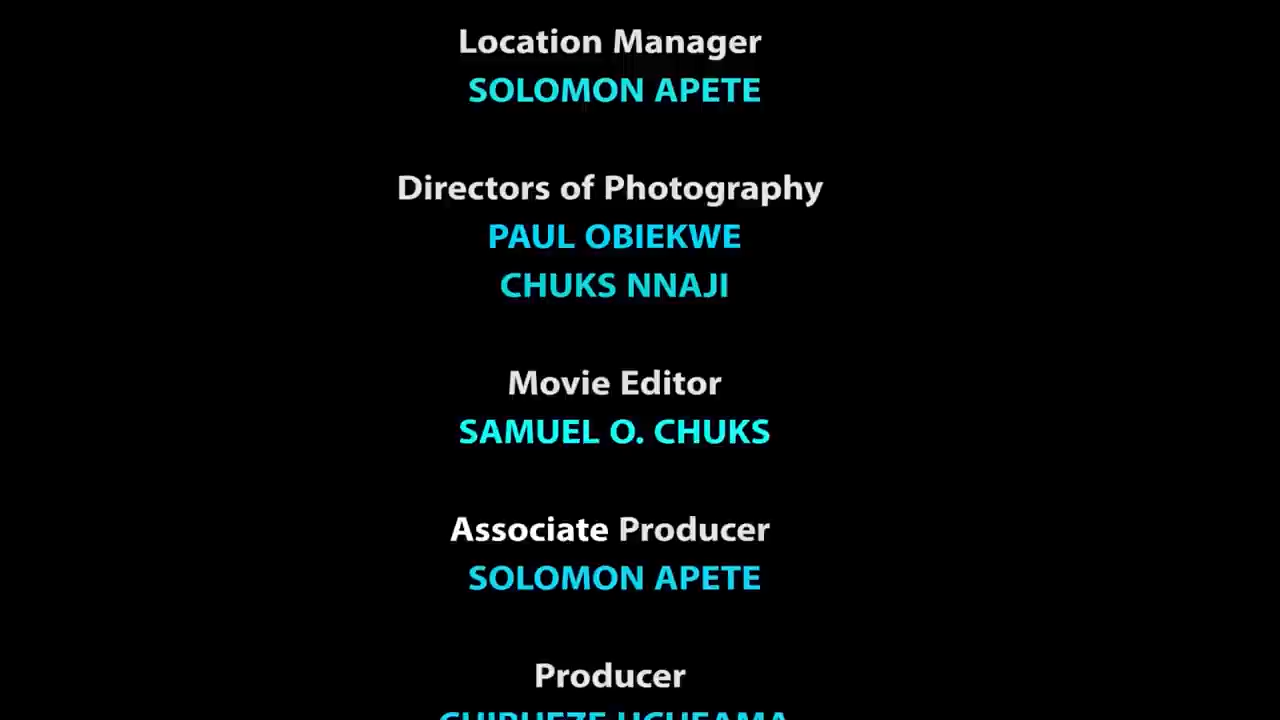 Location Manager
SOLOMON APETE
Directors of Photography
PAUL OBIEKWE
CHUKS NNAJI
Movie Editor
SAMUEL O. CHUKS
Associate Producer
SOLOMON APETE
Producer